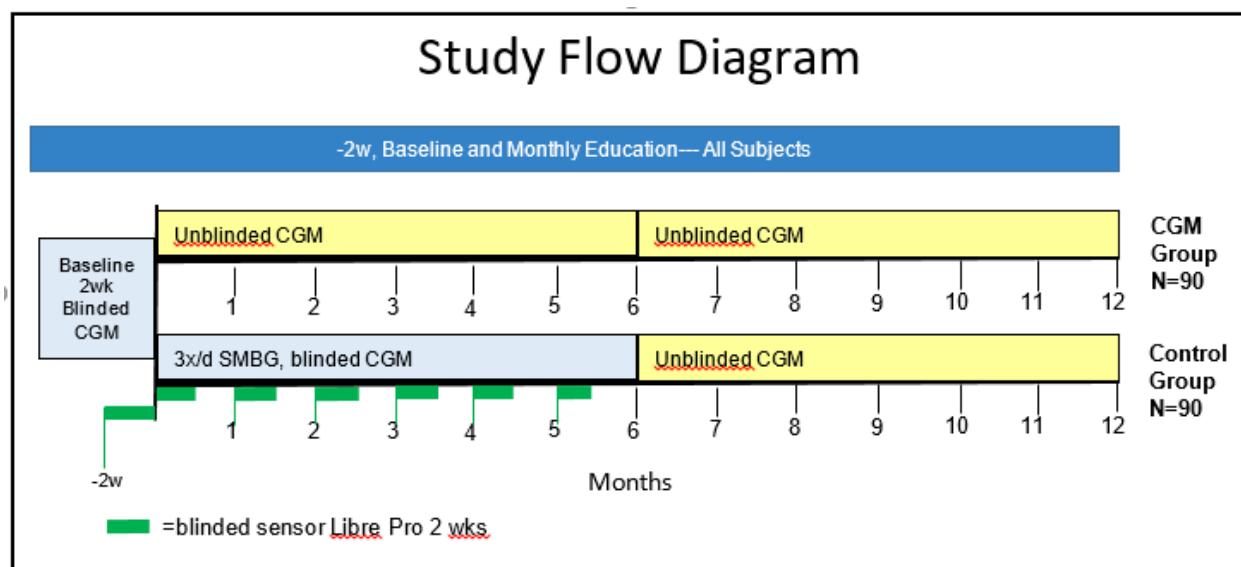 Study Flow Diagram
-2w, Baseline and Monthly Education--- All Subjects
Baseline
2wk
Blinded
CGM
Unblinded CGM
Unblinded CGM
CGM
Group
N=90
1 2 3 4 5 6 7 8 9 10 11 12
3x/d SMBG, blinded CGM
Unblinded CGM
Control
Group
N=90
1 2 3 4 5 6 7 8 9 10 11 12
-2w
Months
=blinded sensor Libre Pro 2 wks